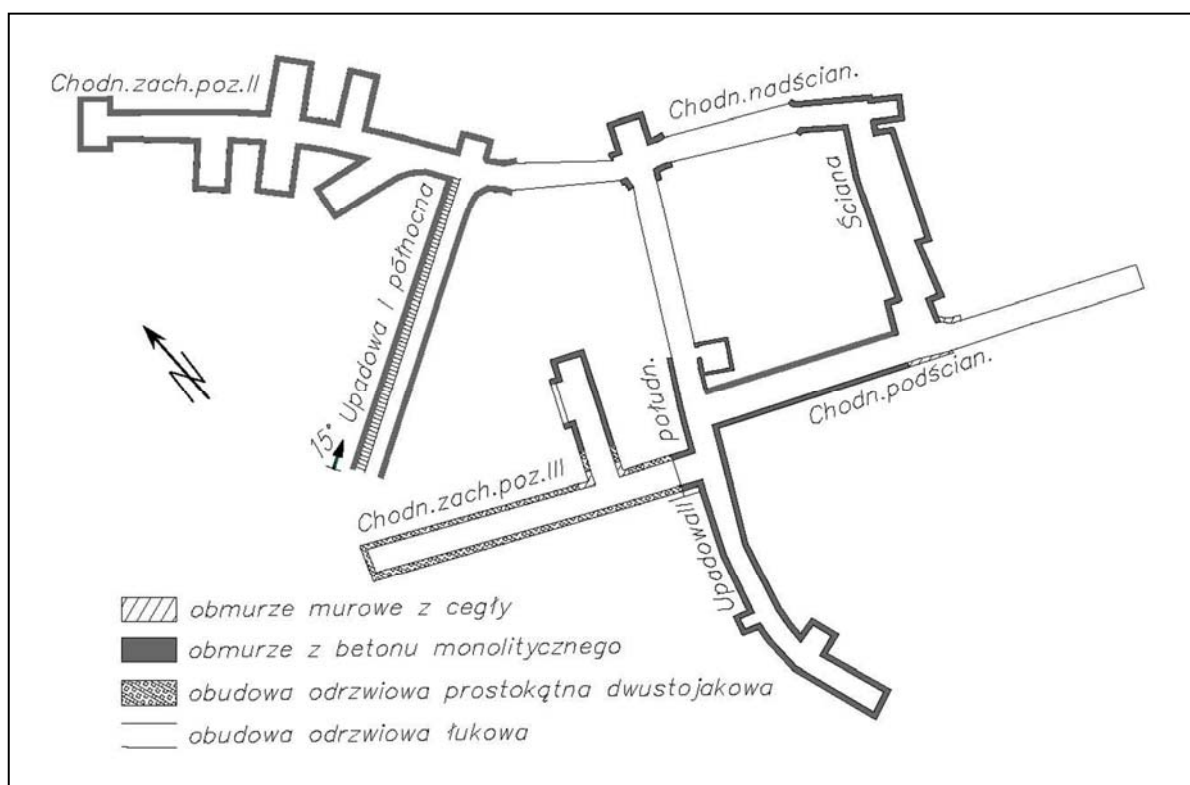 Chodn.zach.poz.II
Chodn.nadścian.
Ściana
15° Upadowa I północna
połudn.
Chodn.podścian.
Chodn.zach.poz.III
UpadowaII
N
obmurze murowe z cegły
obmurze z betonu monolitycznego
obudowa odrzwiowa prostokątna dwustojakowa
obudowa odrzwiowa łukowa